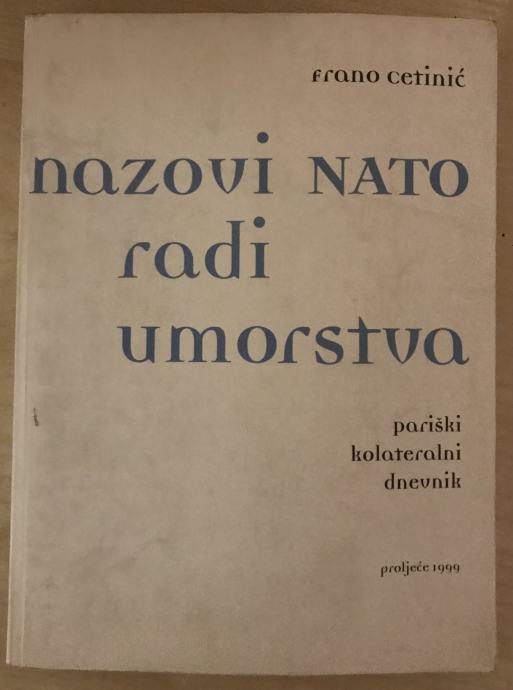 Frano Cetinić
nazovi NATO
radi
umorstva
pariški
kolateralni
dnevnik
proljeće 1999